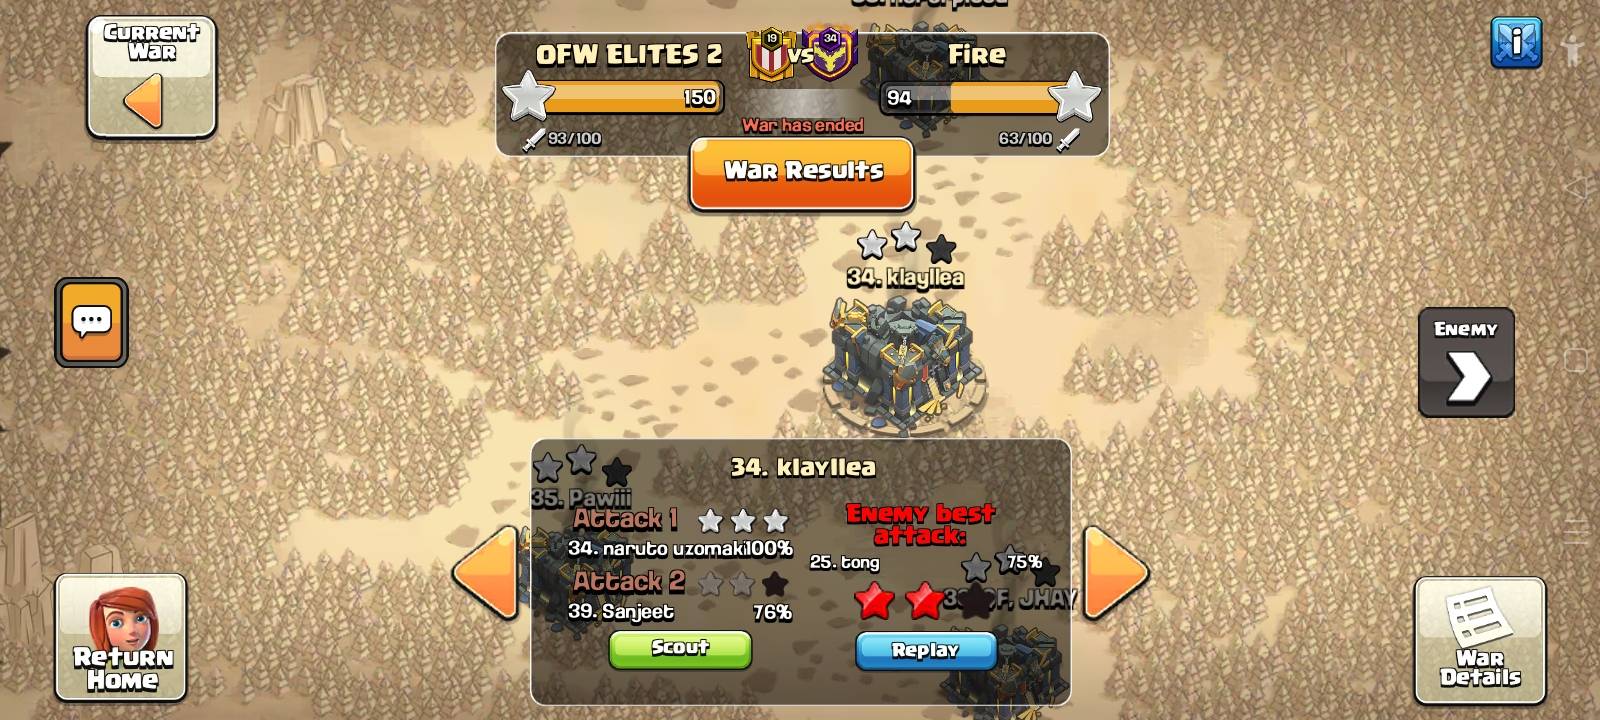 Current
War
OFW ELITES 2
19
vs
34
Fire
150
94
War has ended
93/100
63/100
War Results
34. klayllea
Enemy
34. klayllea
35. Pawiii
Attack 1
Enemy best
attack:
34. naruto uzomaki100%
25. tong
75%
Attack 2
JHAY
39. Sanjeet
76%
Scout
Replay
Return
Home
War
Details